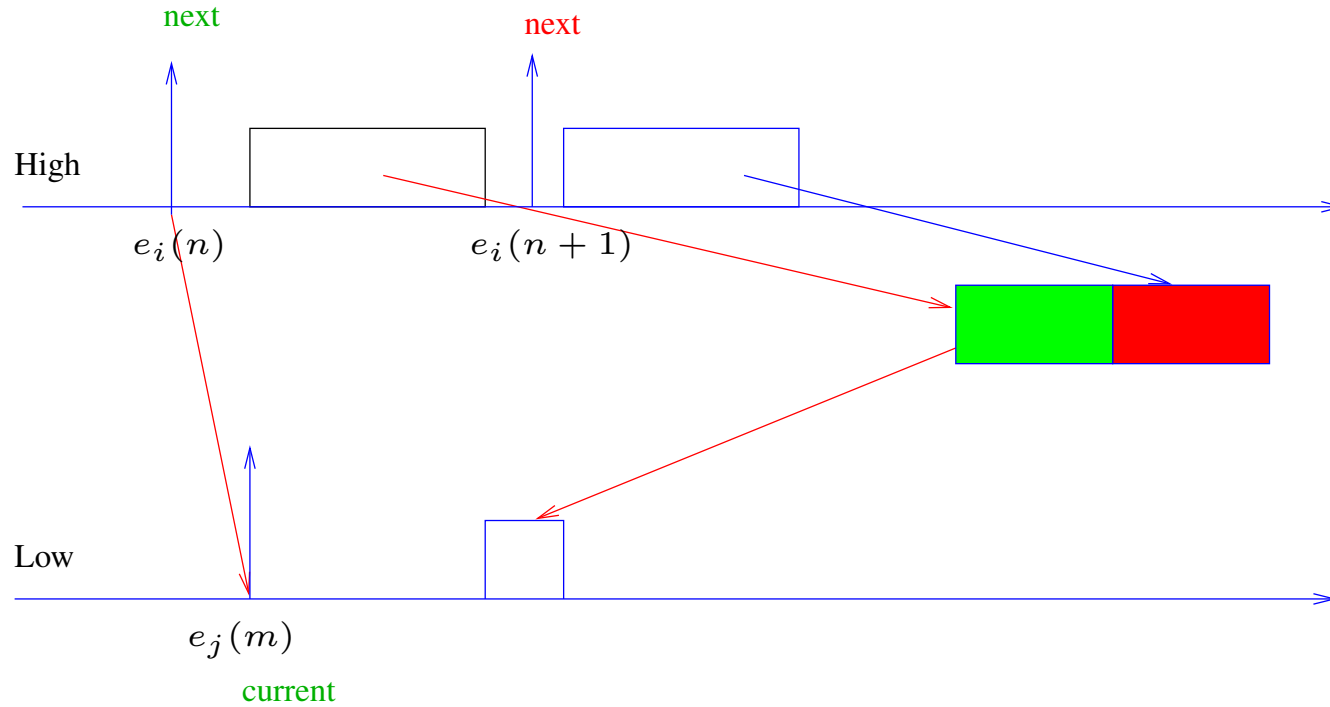 next
next
High
e_i(n)
e_i(n + 1)
Low
e_j(m)
current